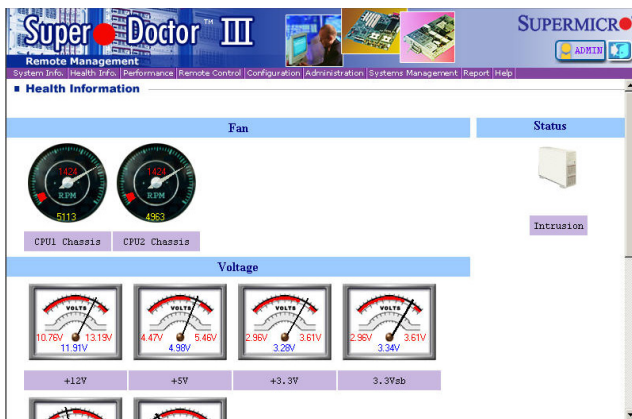 Super Doctor™ III
SUPERMICR
Remote Management
ADMIN
System Info. Health Info. Performance Remote Control Configuration Administration Systems Management Report Help
Health Information
Fan
Status
1424
RPM
5113
1424
RPM
4963
CPU1 Chassis
CPU2 Chassis
Intrusion
Voltage
VOLTS
10.76V 13.19V
11.91V
VOLTS
4.47V 5.46V
4.98V
VOLTS
2.96V 3.61V
3.28V
VOLTS
2.96V 3.61V
3.34V
+12V
+5V
+3.3V
3.3Vsb